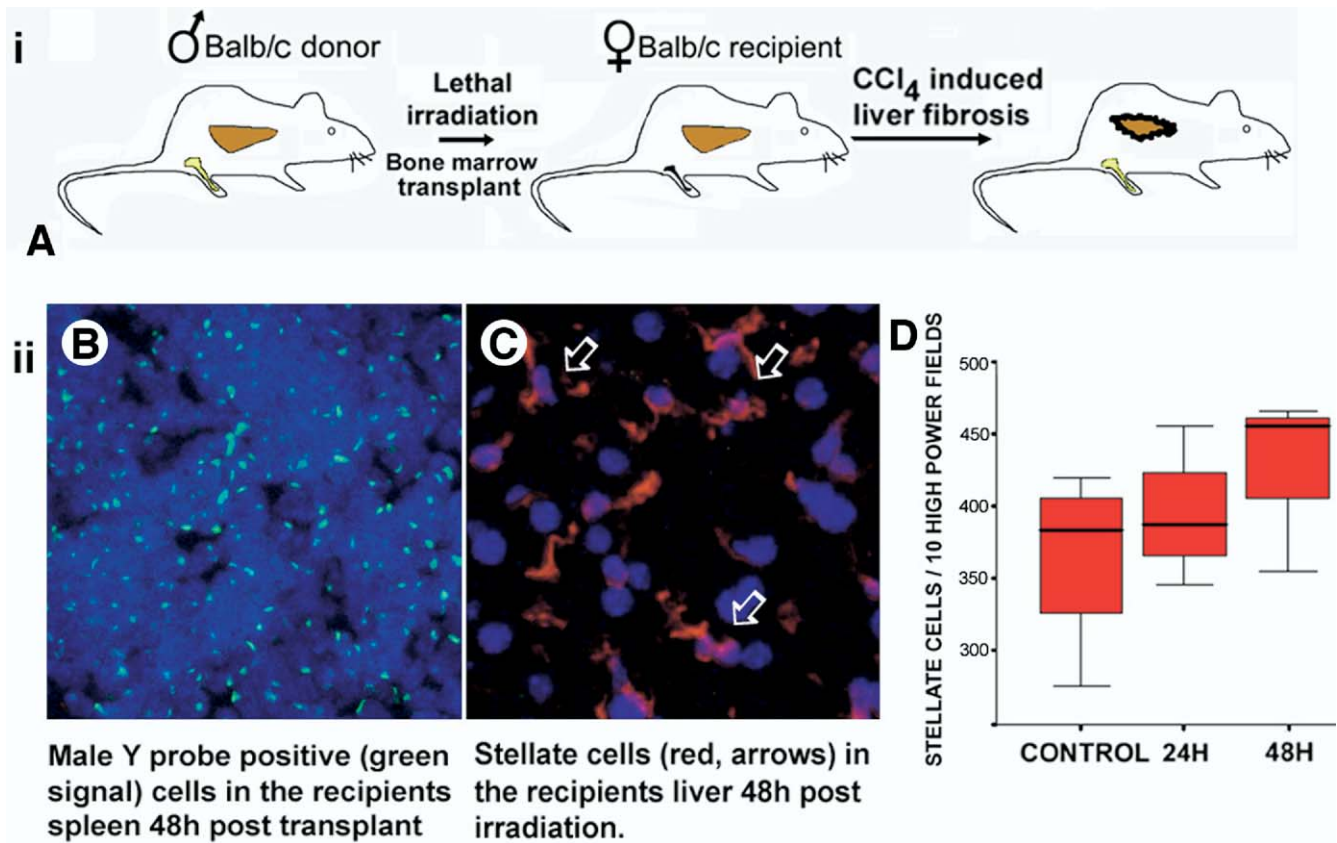 i
♂ Balb/c donor
Lethal
irradiation
Bone marrow
transplant
♀ Balb/c recipient
CCl4 induced
liver fibrosis
A
ii
B
C
D
Male Y probe positive (green
signal) cells in the recipients
spleen 48h post transplant
Stellate cells (red, arrows) in
the recipients liver 48h post
irradiation.
STELLATE CELLS / 10 HIGH POWER FIELDS
500
450
400
350
300
CONTROL 24H 48H